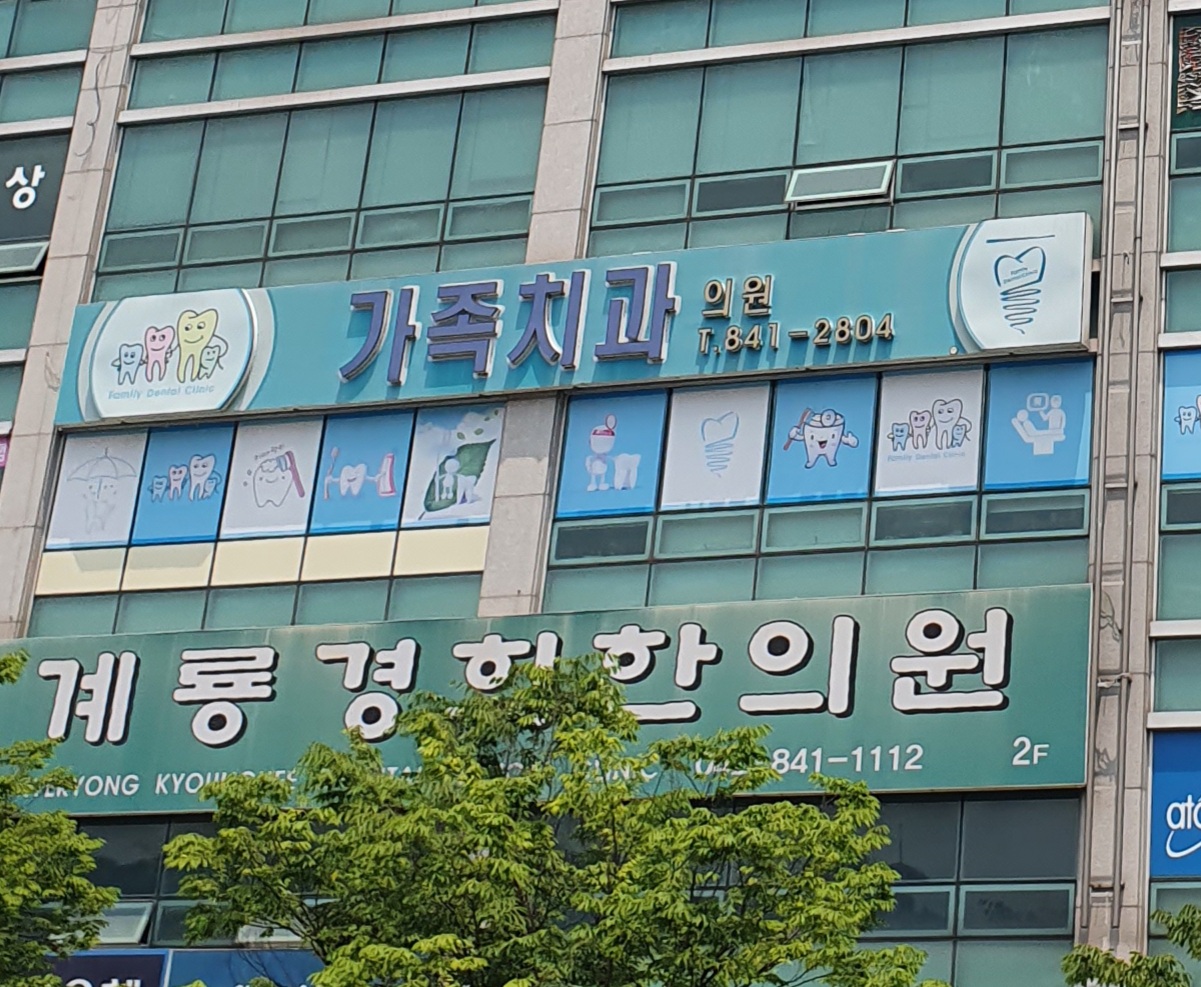 상
가족치과 의원
T.841-2804
Family Dental Clinic
Family Dental Clinic
계룡경희한의원
841-1112
2F